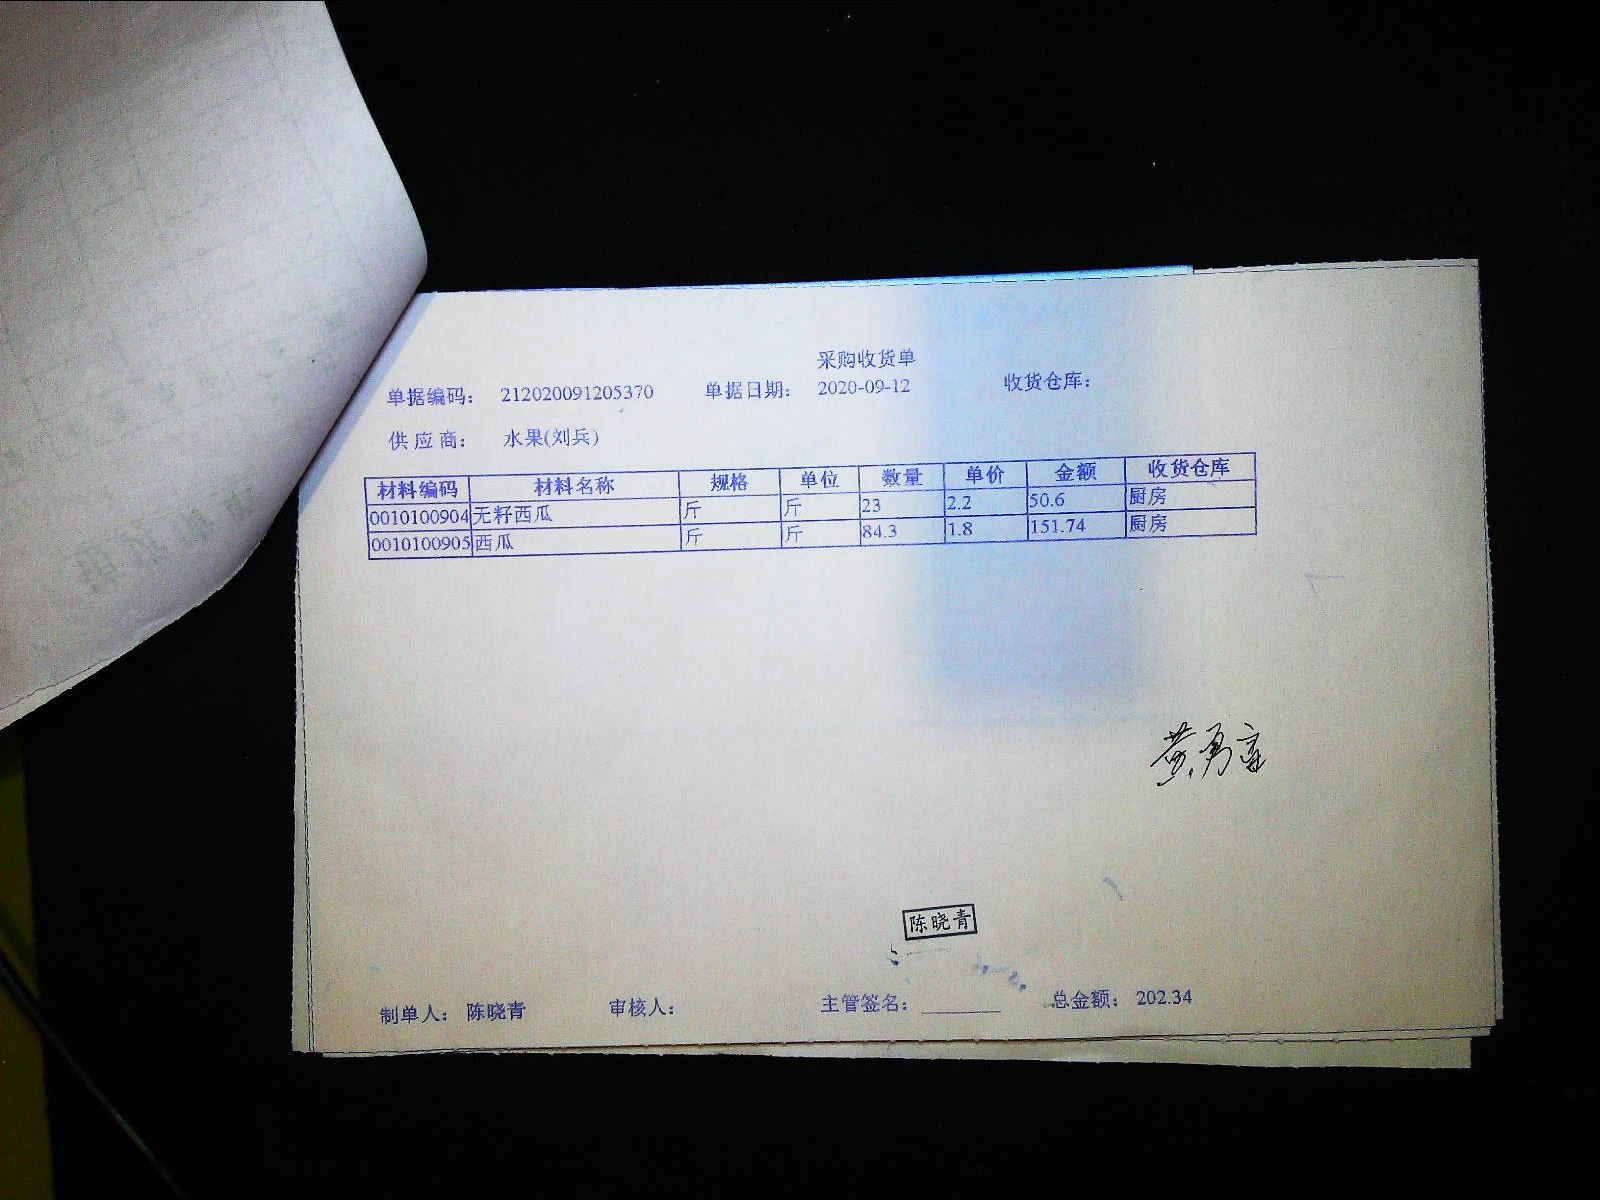 采购收货单
单据编码: 212020091205370 单据日期: 2020-09-12 收货仓库:
供应商: 水果(刘兵)
材料编码 材料名称 规格 单位 数量 单价 金额 收货仓库
0010100904 无籽西瓜 斤 斤 23 2.2 50.6 厨房
0010100905 西瓜 斤 斤 84.3 1.8 151.74 厨房
黄勇富
陈晓青
制单人: 陈晓青 审核人: 主管签名: ________ 总金额: 202.34